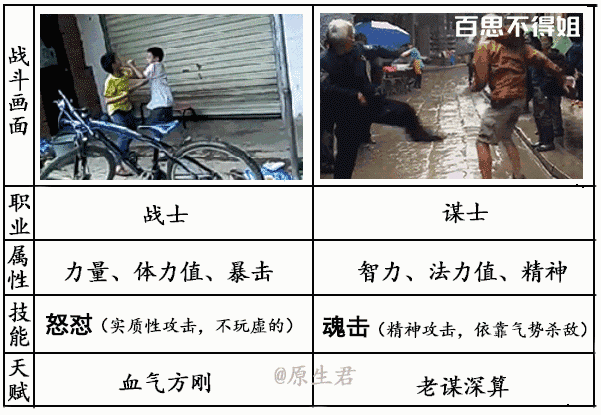 战斗画面
百思不得姐
职业
战士
谋士
属性
力量、体力值、暴击
智力、法力值、精神
技能
怒怼（实质性攻击，不玩虚的）
魂击（精神攻击，依靠气势杀敌）
天赋
血气方刚
@原生君
老谋深算